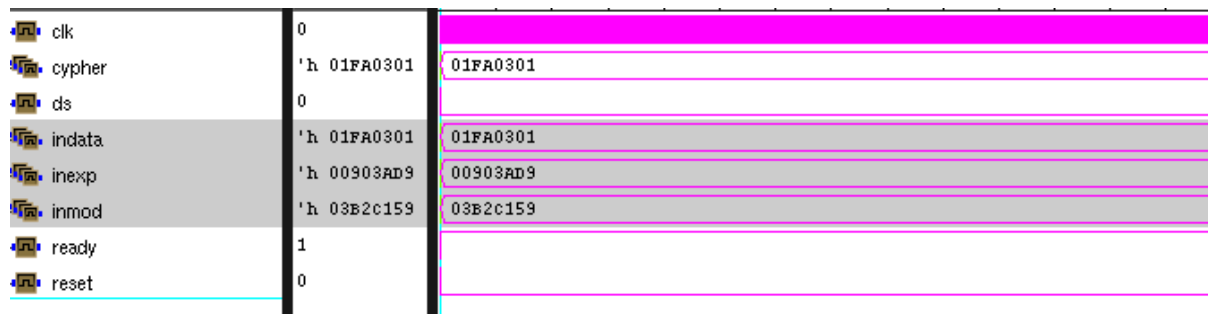 clk 0
cypher 'h 01FA0301 01FA0301
ds 0
indata 'h 01FA0301 01FA0301
inexp 'h 00903AD9 00903AD9
inmod 'h 03B2C159 03B2C159
ready 1
reset 0